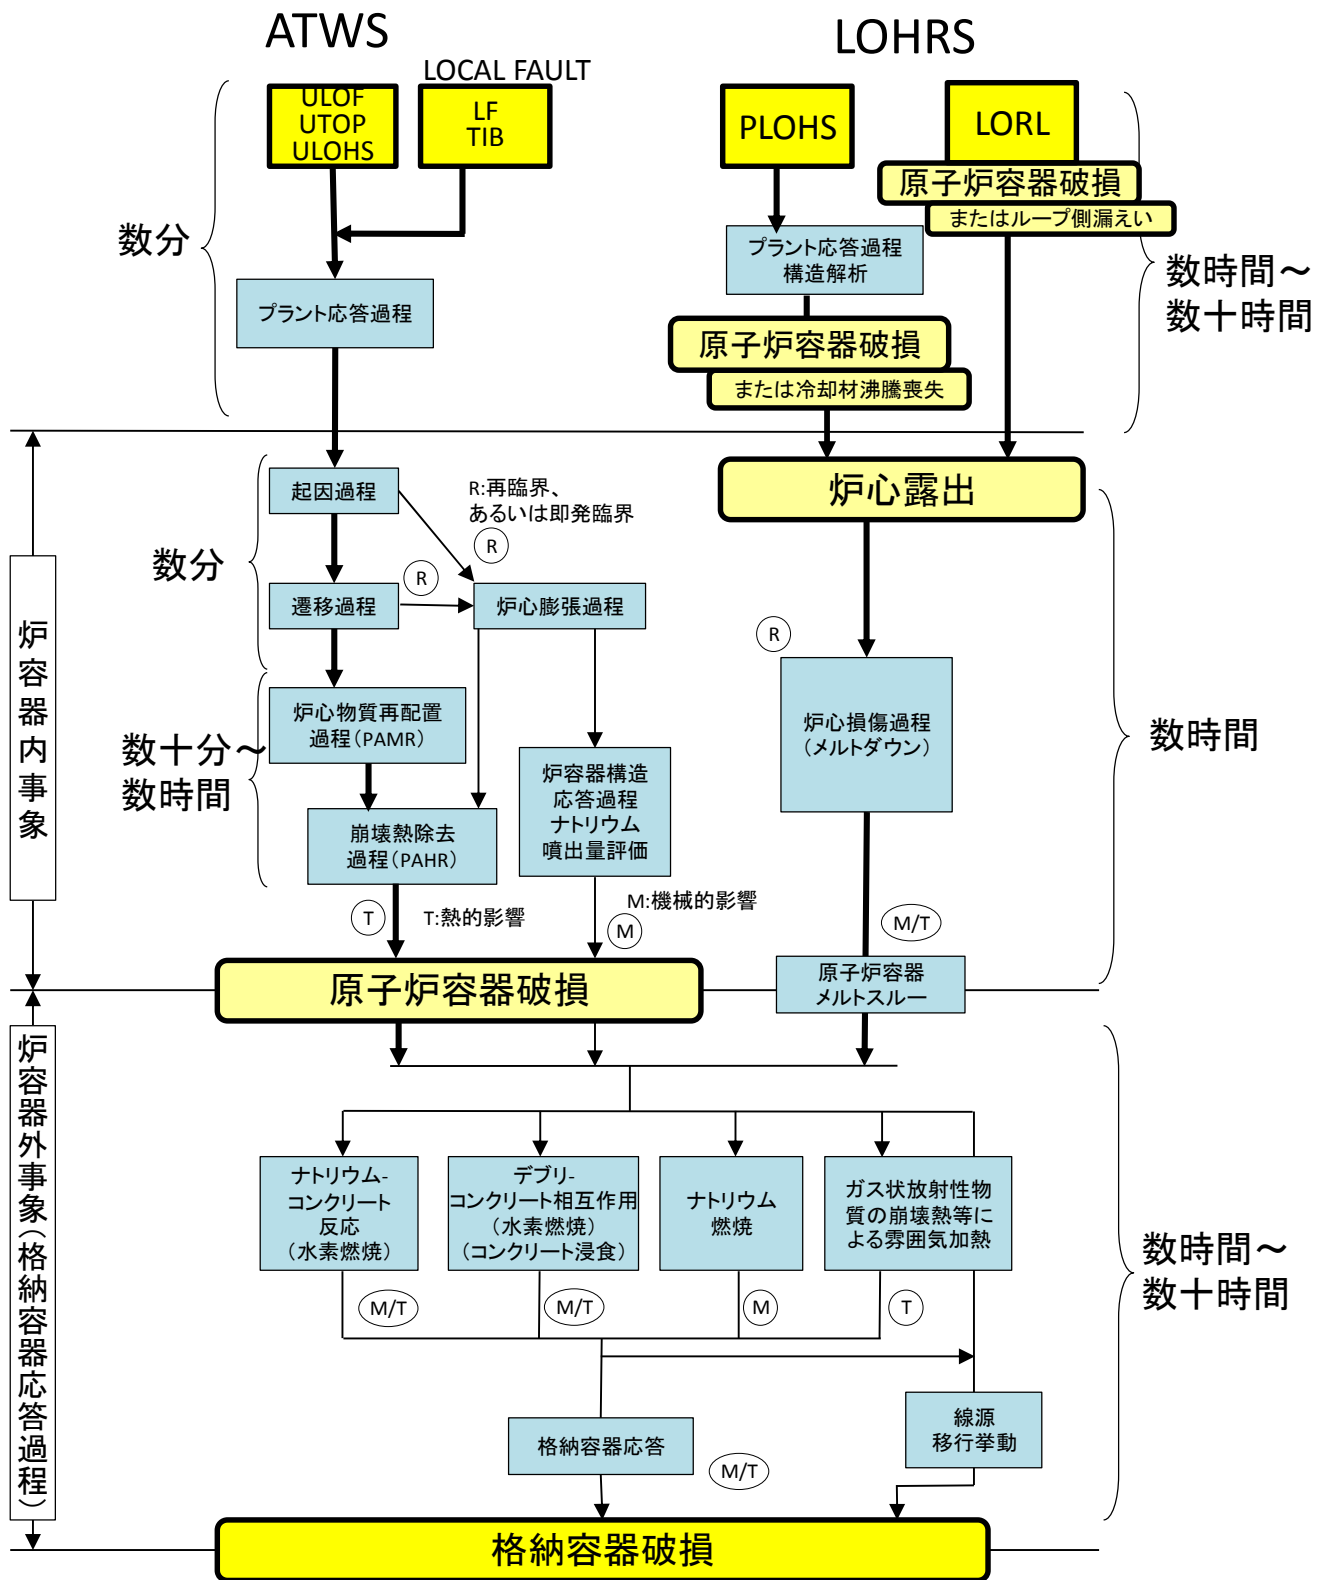 ATWS
LOHRS
LOCAL FAULT
ULOF
UTOP
ULOHS
LF
TIB
PLOHS
LORL
原子炉容器破損
またはループ側漏えい
数分
プラント応答過程
構造解析
数時間～
数十時間
プラント応答過程
原子炉容器破損
または冷却材沸騰喪失
炉心露出
起因過程
R:再臨界、
あるいは即発臨界
R
数分
R
遷移過程
炉心膨張過程
R
炉容器内事象
炉心物質再配置
過程(PAMR)
炉心損傷過程
(メルトダウン)
数時間
数十分～
数時間
炉容器構造
応答過程
ナトリウム
噴出量評価
崩壊熱除去
過程(PAHR)
T
T:熱的影響
M:機械的影響
M
M/T
原子炉容器破損
原子炉容器
メルトスルー
炉容器外事象(格納容器応答過程)
ナトリウム-
コンクリート
反応
(水素燃焼)
デブリ-
コンクリート相互作用
(水素燃焼)
(コンクリート浸食)
ナトリウム
燃焼
ガス状放射性物
質の崩壊熱等に
よる雰囲気加熱
数時間～
数十時間
M/T
M/T
M
T
格納容器応答
線源
移行挙動
M/T
格納容器破損